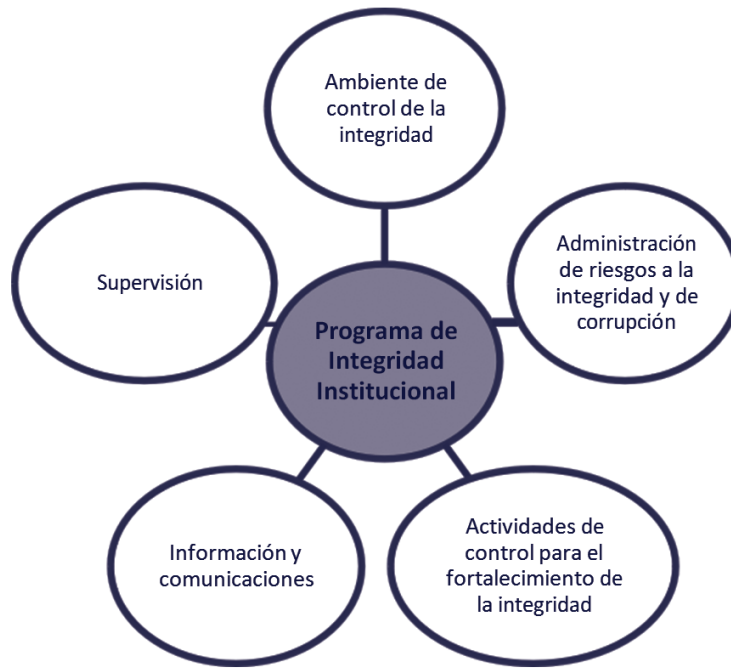 Ambiente de
control de la
integridad
Administración
de riesgos a la
integridad y de
corrupción
Supervisión
Programa de
Integridad
Institucional
Información y
comunicaciones
Actividades de
control para el
fortalecimiento de
la integridad